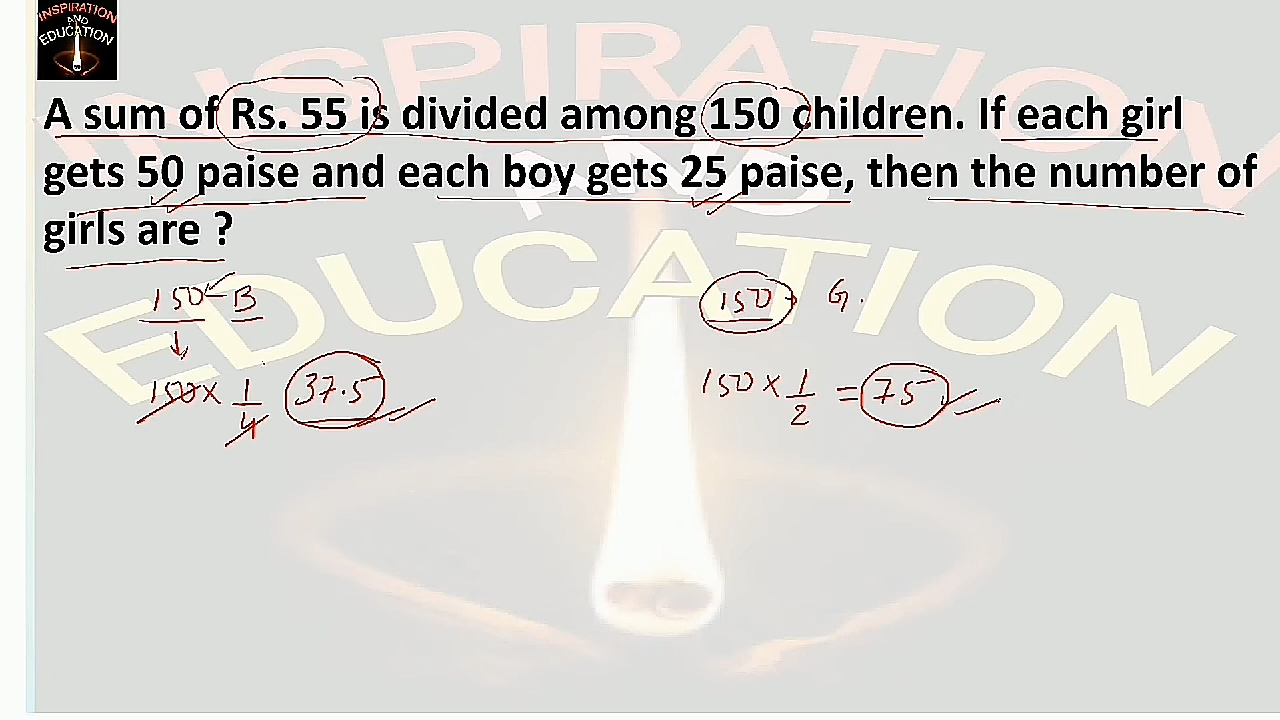 INSPIRATION
AND
EDUCATION
INSPIRATION
AND
EDUCATION
A sum of Rs. 55 is divided among 150 children. If each girl
gets 50 paise and each boy gets 25 paise, then the number of
girls are ?
150 - B
150 G.
150 x 1/4 37.5
150 x 1/2 = 75